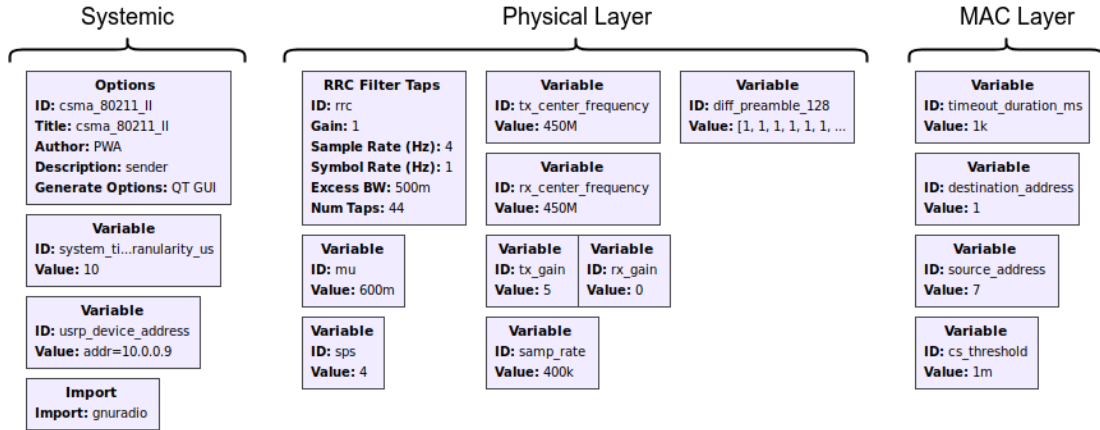 Systemic
Options
ID: csma_80211_II
Title: csma_80211_II
Author: PWA
Description: sender
Generate Options: QT GUI
Variable
ID: system_ti...ranularity_us
Value: 10
Variable
ID: usrp_device_address
Value: addr=10.0.0.9
Import
Import: gnuradio
Physical Layer
RRC Filter Taps
ID: rrc
Gain: 1
Sample Rate (Hz): 4
Symbol Rate (Hz): 1
Excess BW: 500m
Num Taps: 44
Variable
ID: mu
Value: 600m
Variable
ID: sps
Value: 4
Variable
ID: tx_center_frequency
Value: 450M
Variable
ID: rx_center_frequency
Value: 450M
Variable
ID: tx_gain
Value: 5
Variable
ID: rx_gain
Value: 0
Variable
ID: samp_rate
Value: 400k
Variable
ID: diff_preamble_128
Value: [1, 1, 1, 1, 1, 1, ...
MAC Layer
Variable
ID: timeout_duration_ms
Value: 1k
Variable
ID: destination_address
Value: 1
Variable
ID: source_address
Value: 7
Variable
ID: cs_threshold
Value: 1m